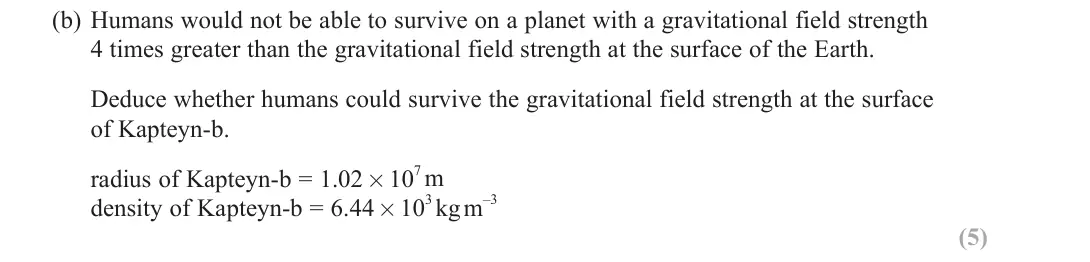 (b) Humans would not be able to survive on a planet with a gravitational field strength
4 times greater than the gravitational field strength at the surface of the Earth.
Deduce whether humans could survive the gravitational field strength at the surface
of Kapteyn-b.
radius of Kapteyn-b = 1.02 × 10⁷ m
density of Kapteyn-b = 6.44 × 10³ kg m⁻³
(5)